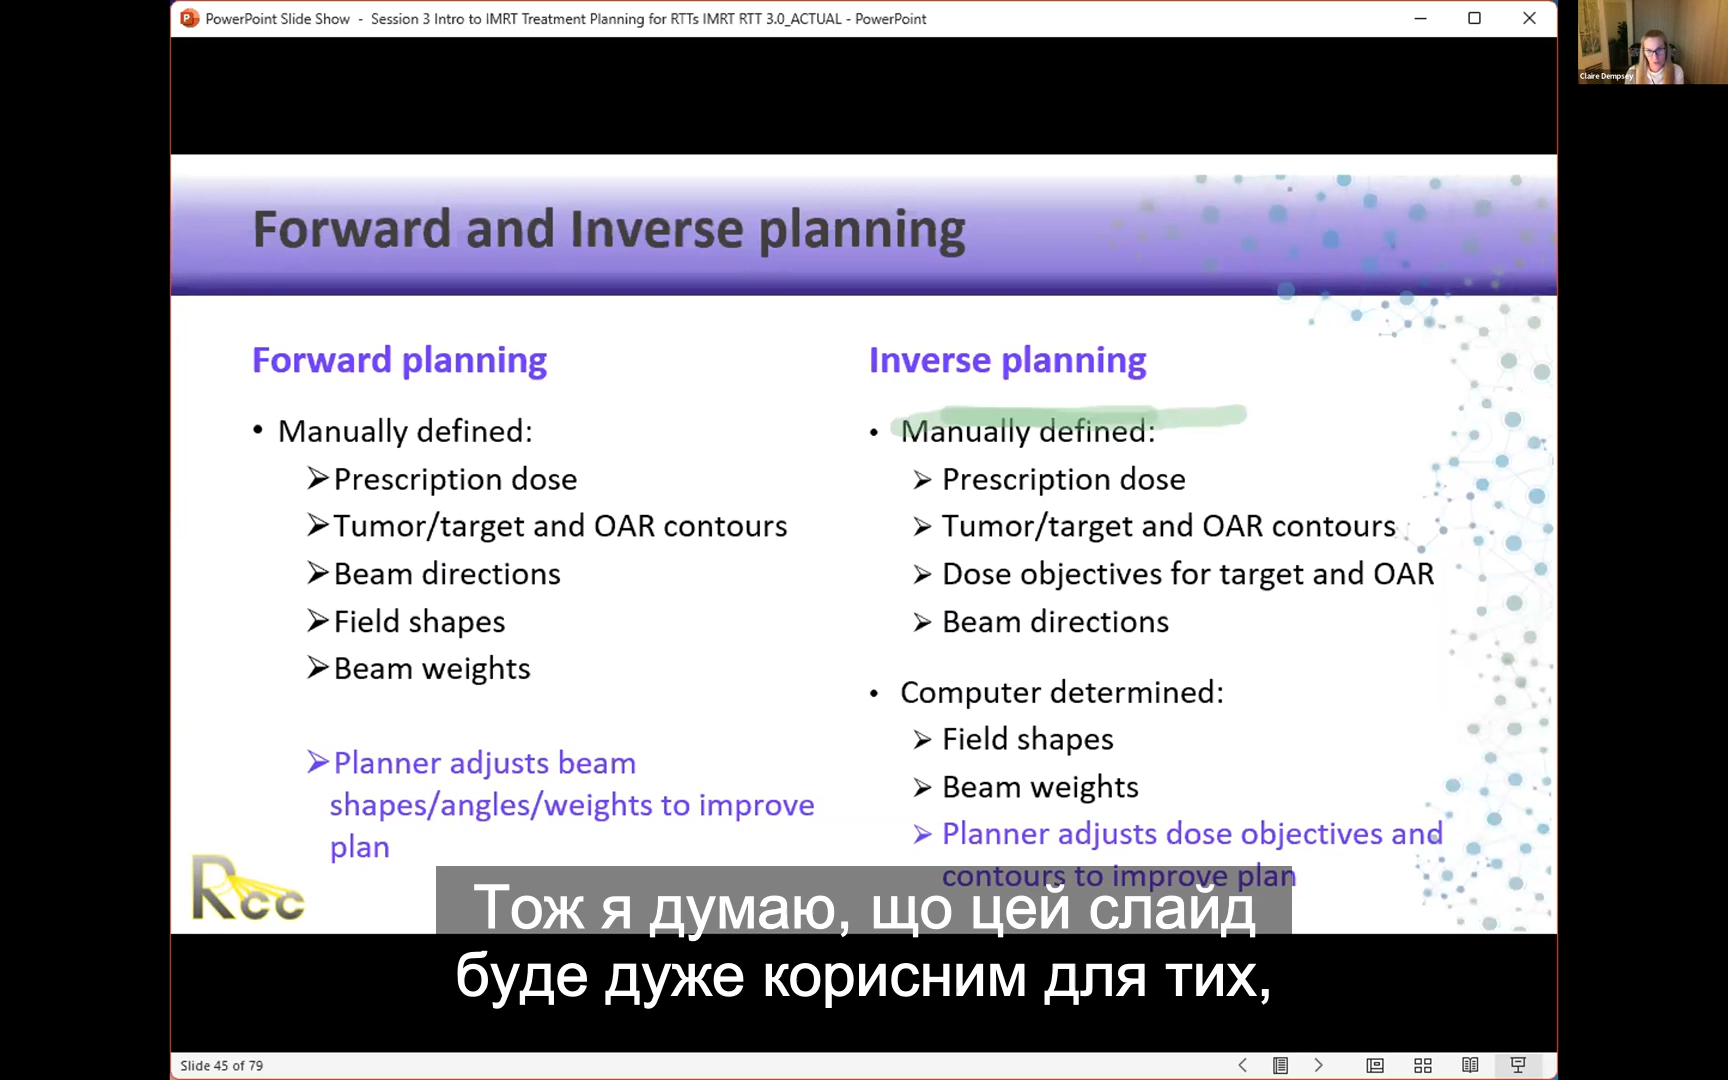 PowerPoint Slide Show - Session 3 Intro to IMRT Treatment Planning for RTTs IMRT RTT 3.0_ACTUAL - PowerPoint
Claire Dempsey
Forward and Inverse planning
Forward planning
• Manually defined:
➢Prescription dose
➢Tumor/target and OAR contours
➢Beam directions
➢Field shapes
➢Beam weights
➢Planner adjusts beam
shapes/angles/weights to improve
plan
Inverse planning
• Manually defined:
➢ Prescription dose
➢ Tumor/target and OAR contours
➢ Dose objectives for target and OAR
➢ Beam directions
• Computer determined:
➢ Field shapes
➢ Beam weights
➢ Planner adjusts dose objectives and
contours to improve plan
Rcc
Тож я думаю, що цей слайд
буде дуже корисним для тих,
Slide 45 of 79